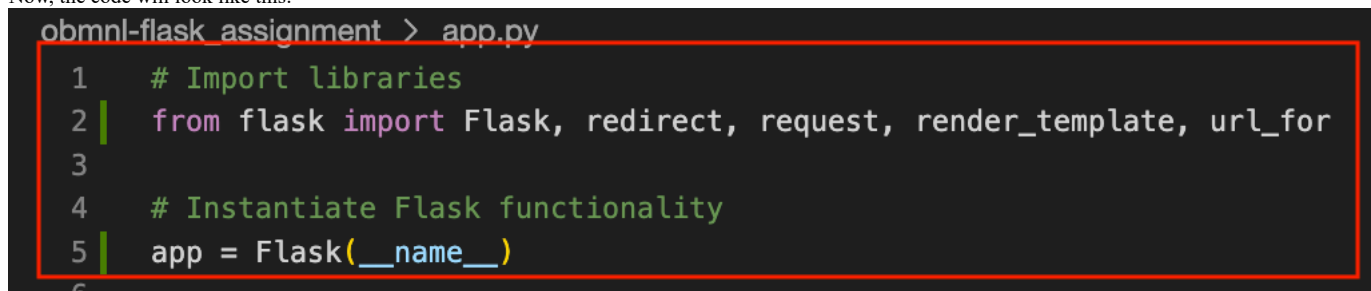 Now, the code will look like this:
obmnl-flask_assignment > app.py
1 # Import libraries
2 from flask import Flask, redirect, request, render_template, url_for
3
4 # Instantiate Flask functionality
5 app = Flask(__name__)
6